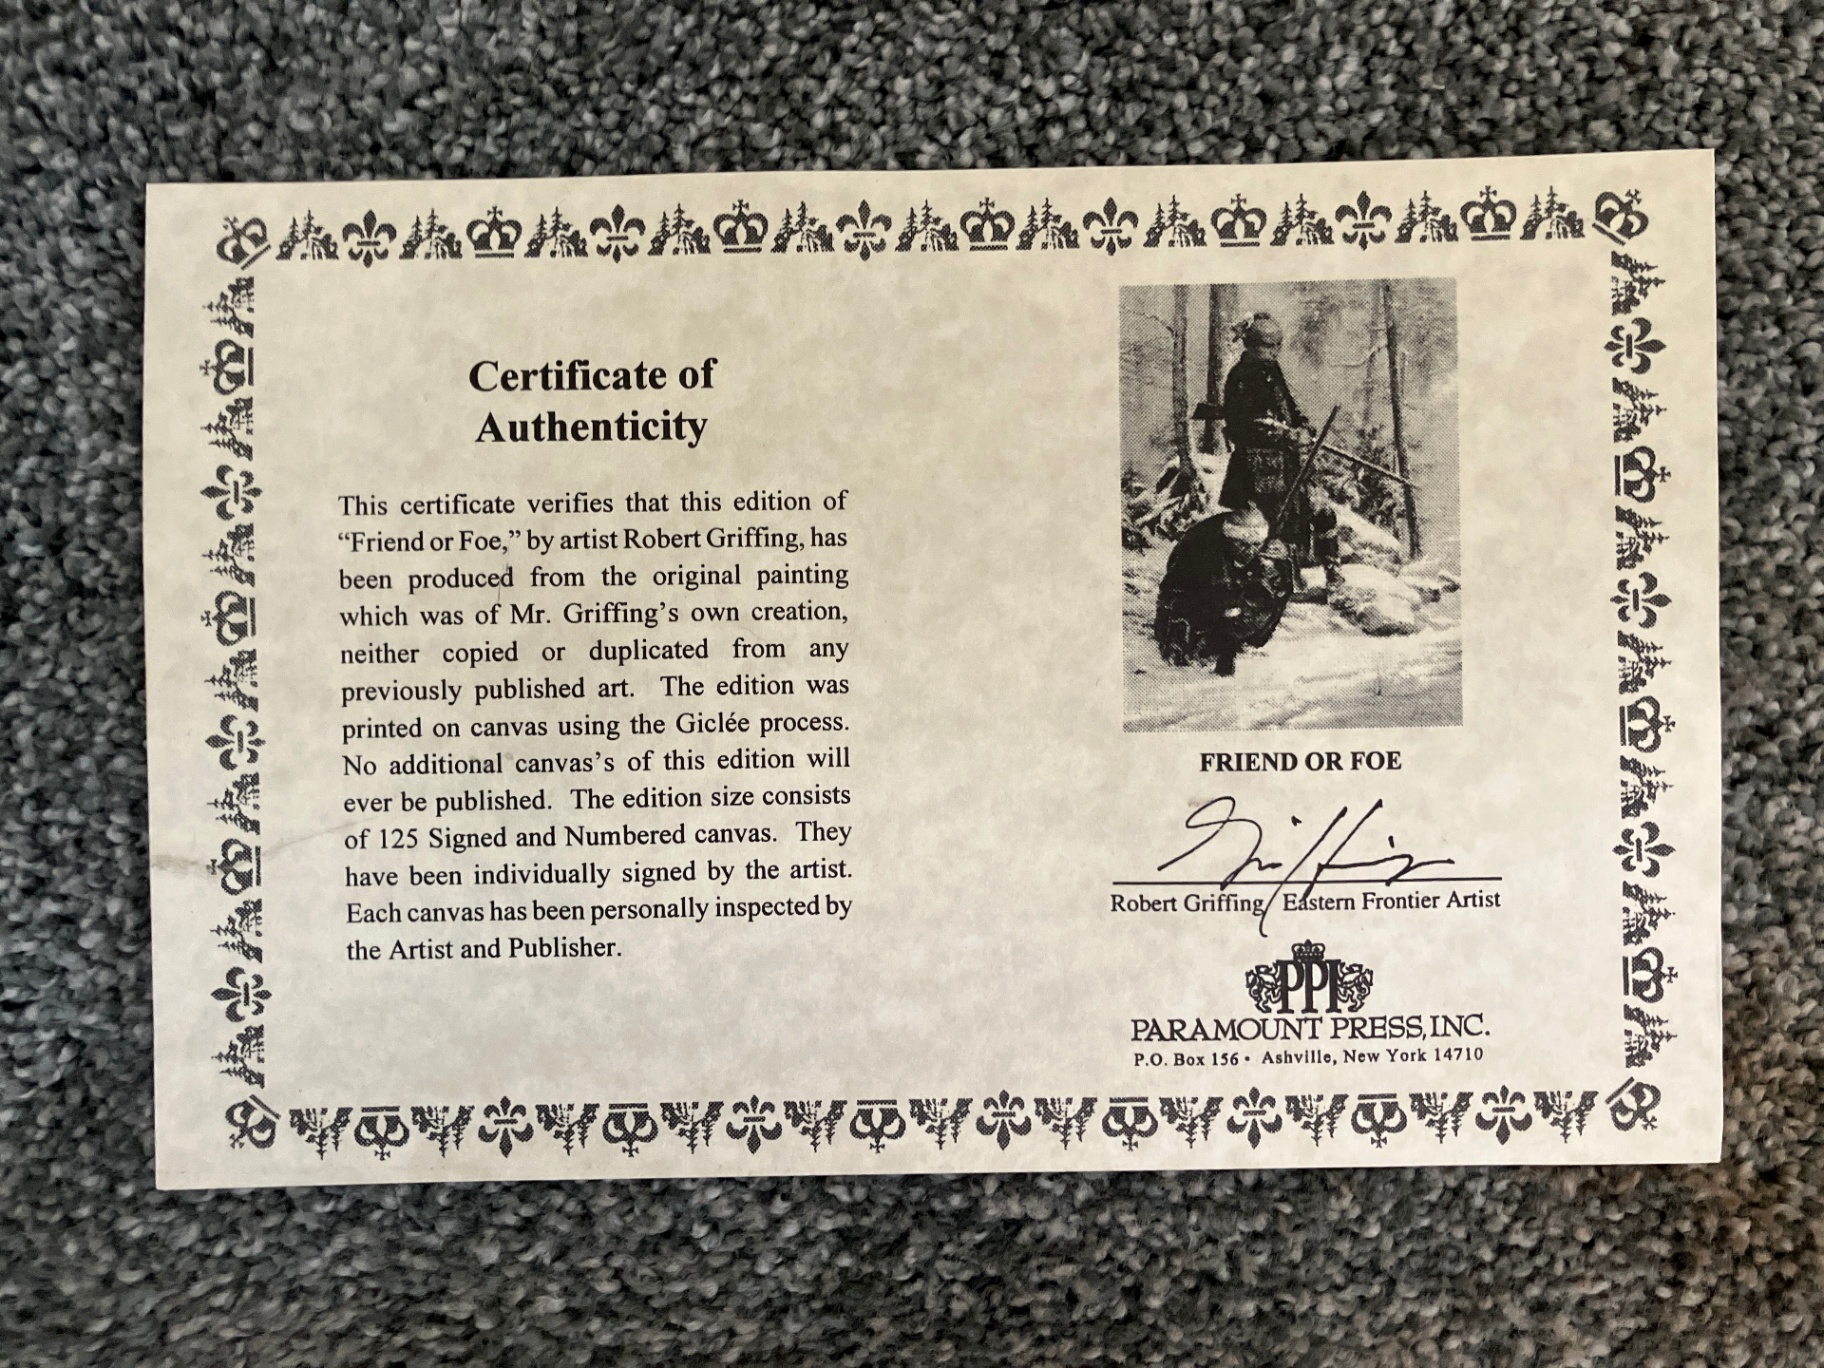 Certificate of
Authenticity
This certificate verifies that this edition of
“Friend or Foe,” by artist Robert Griffing, has
been produced from the original painting
which was of Mr. Griffing’s own creation,
neither copied or duplicated from any
previously published art. The edition was
printed on canvas using the Giclée process.
No additional canvas’s of this edition will
ever be published. The edition size consists
of 125 Signed and Numbered canvas. They
have been individually signed by the artist.
Each canvas has been personally inspected by
the Artist and Publisher.
FRIEND OR FOE
Griffing
Robert Griffing Eastern Frontier Artist
PPI
PARAMOUNT PRESS, INC.
P.O. Box 156 • Ashville, New York 14710